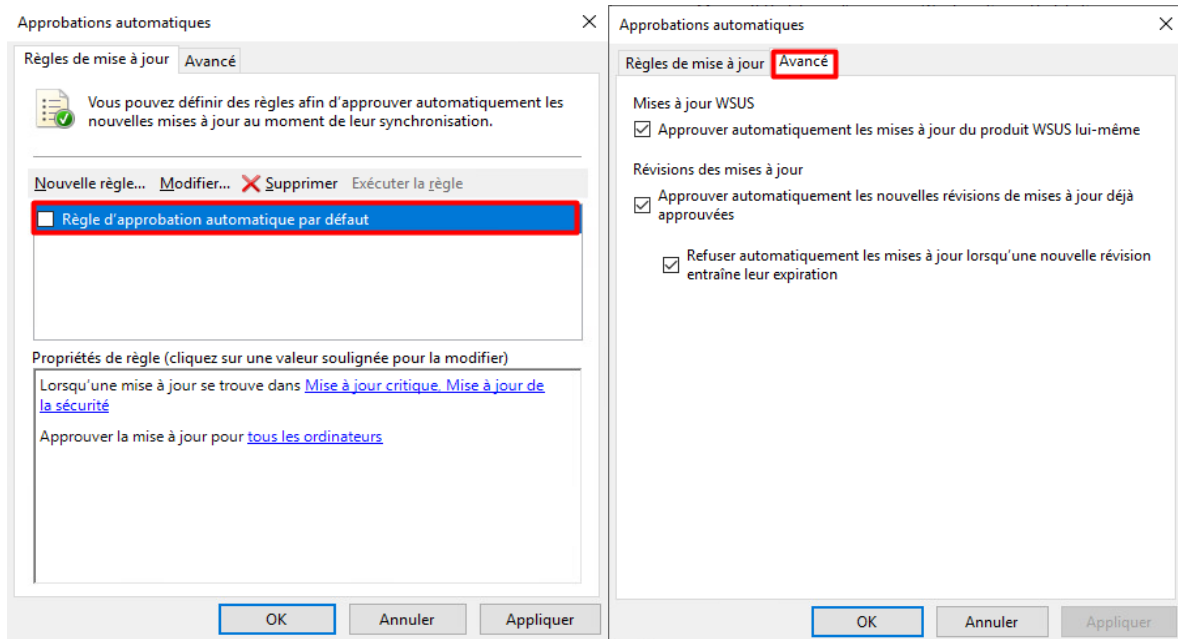 Approbations automatiques
Règles de mise à jour Avancé
Vous pouvez définir des règles afin d'approuver automatiquement les
nouvelles mises à jour au moment de leur synchronisation.
Nouvelle règle... Modifier... Supprimer Exécuter la règle
Règle d'approbation automatique par défaut
Propriétés de règle (cliquez sur une valeur soulignée pour la modifier)
Lorsqu'une mise à jour se trouve dans Mise à jour critique, Mise à jour de
la sécurité
Approuver la mise à jour pour tous les ordinateurs
OK Annuler Appliquer
Approbations automatiques
Règles de mise à jour Avancé
Mises à jour WSUS
Approuver automatiquement les mises à jour du produit WSUS lui-même
Révisions des mises à jour
Approuver automatiquement les nouvelles révisions de mises à jour déjà
approuvées
Refuser automatiquement les mises à jour lorsqu'une nouvelle révision
entraîne leur expiration
OK Annuler Appliquer